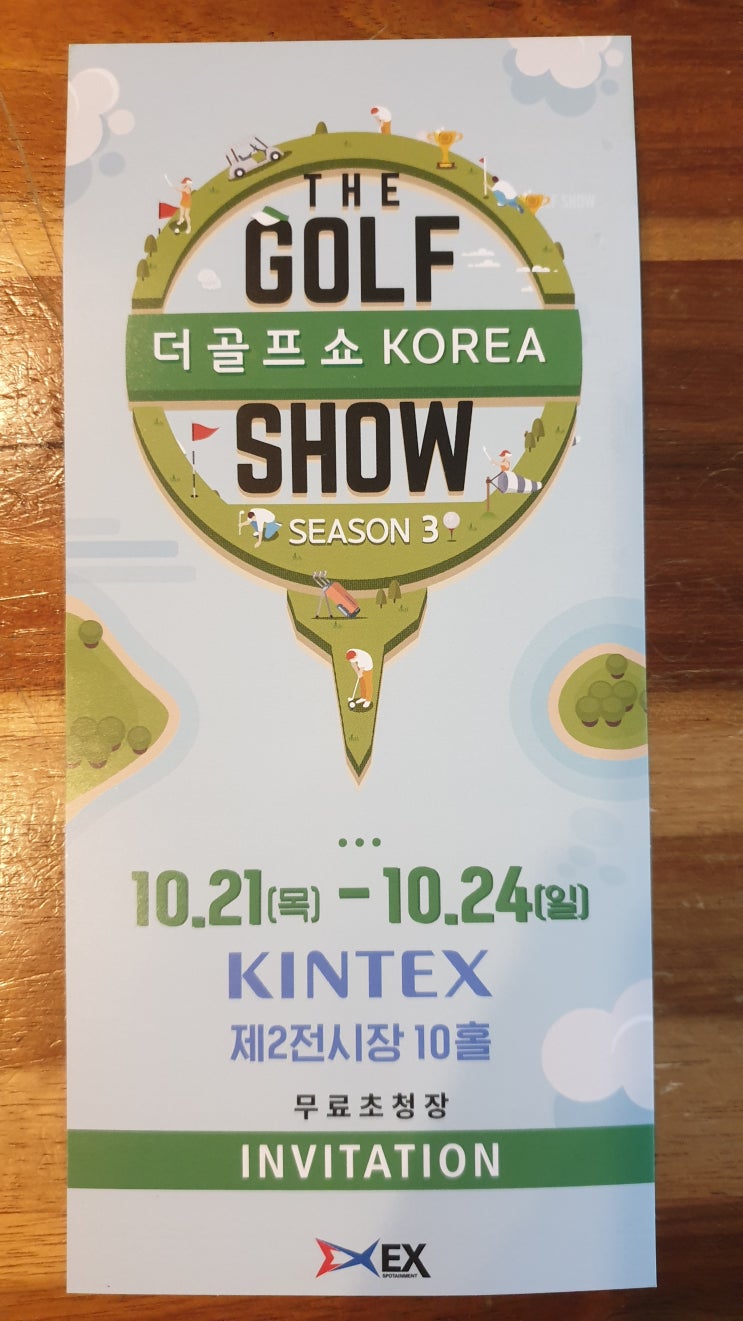 THE
GOLF
더골프쇼 KOREA
SHOW
SEASON 3
10.21(목) - 10.24(일)
KINTEX
제2전시장 10홀
무료초청장
INVITATION
EX
SPOTAINMENT